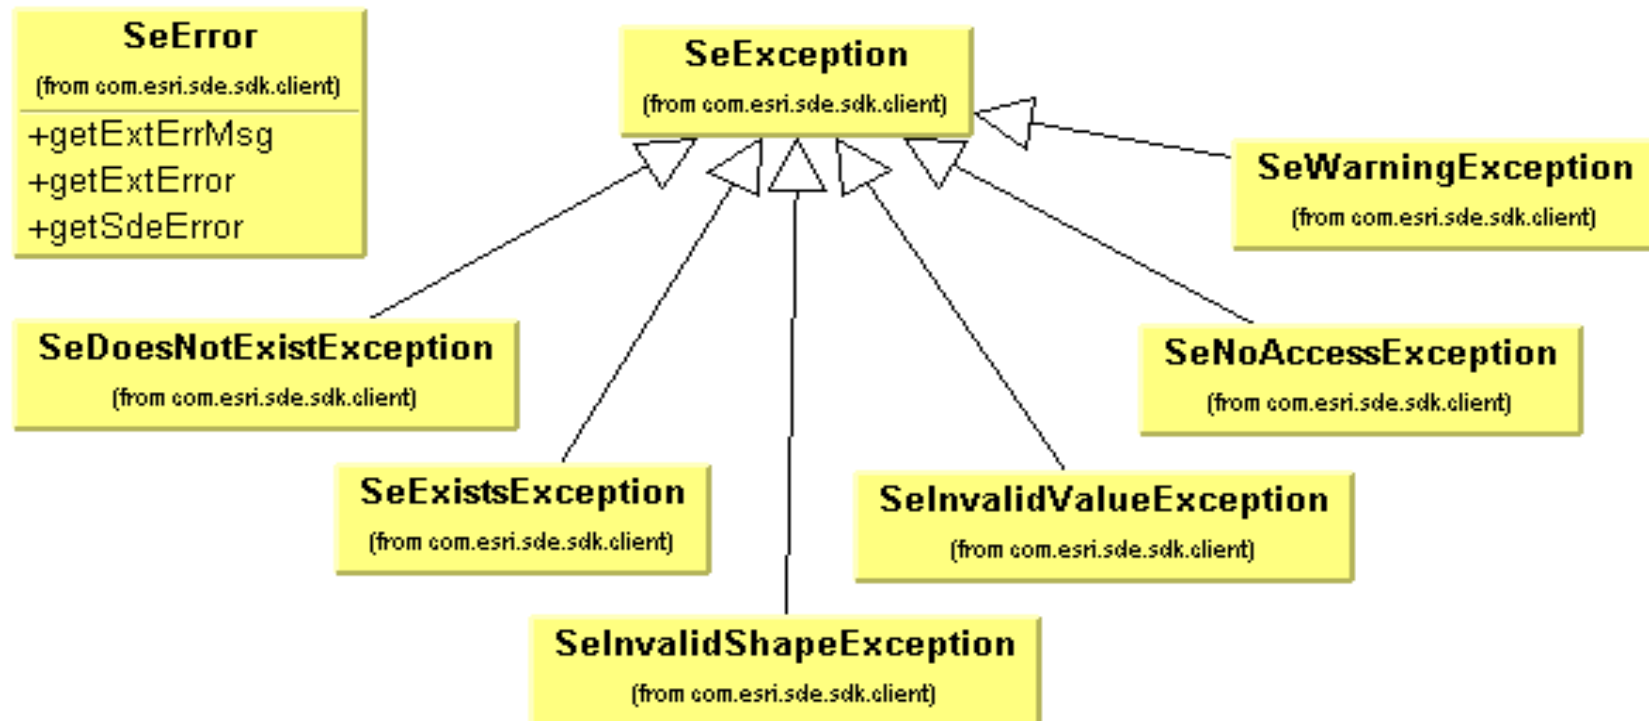 SeError
(from com.esri.sde.sdk.client)
+getExtErrMsg
+getExtError
+getSdeError
SeException
(from com.esri.sde.sdk.client)
SeWarningException
(from com.esri.sde.sdk.client)
SeDoesNotExistException
(from com.esri.sde.sdk.client)
SeNoAccessException
(from com.esri.sde.sdk.client)
SeExistsException
(from com.esri.sde.sdk.client)
SeInvalidValueException
(from com.esri.sde.sdk.client)
SeInvalidShapeException
(from com.esri.sde.sdk.client)